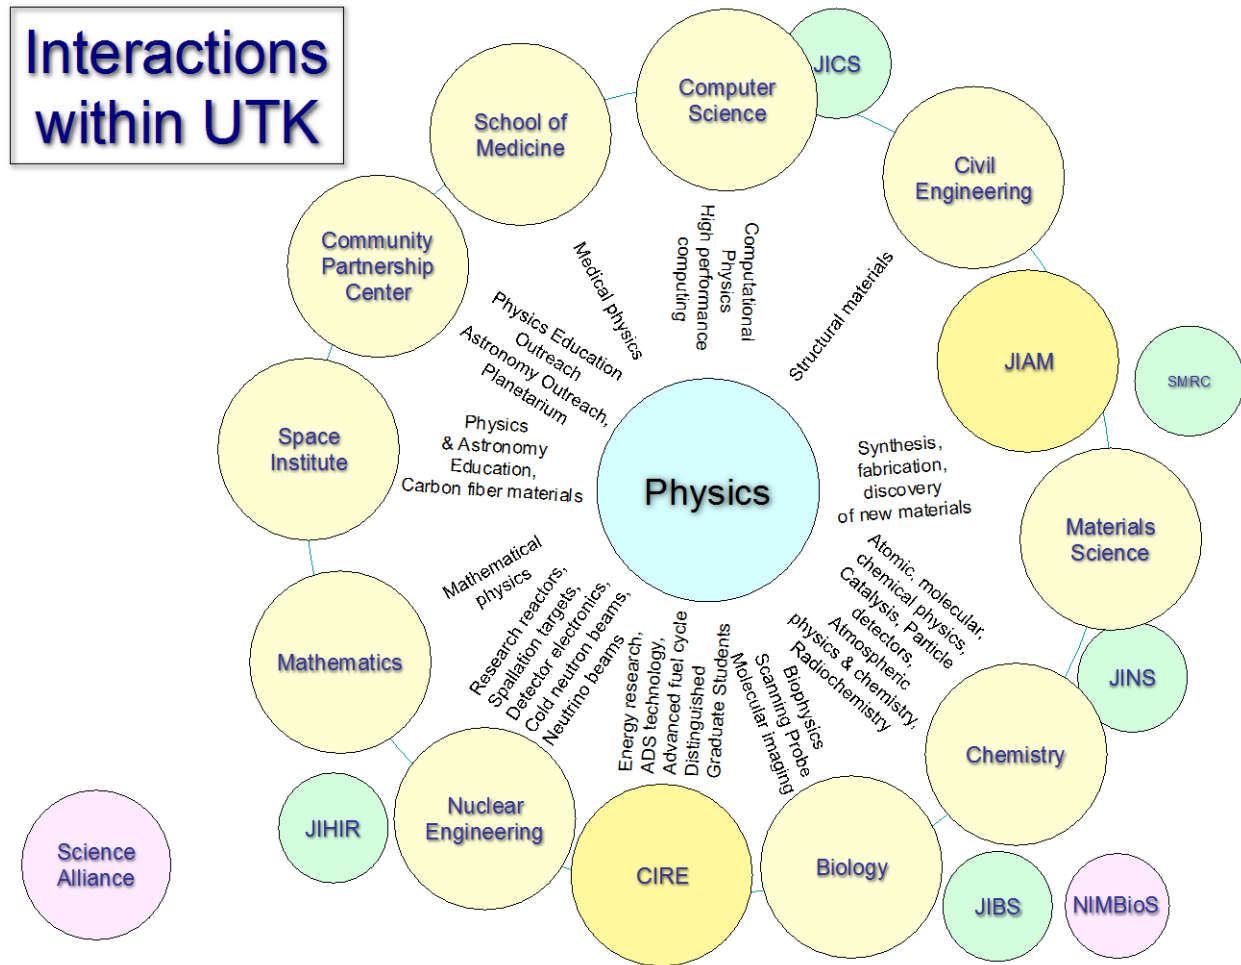 Interactions
within UTK
Computer
Science
JICS
School of
Medicine
Civil
Engineering
Community
Partnership
Center
JIAM
SMRC
Space
Institute
Materials
Science
Mathematics
JINS
Chemistry
Nuclear
Engineering
JIHIR
CIRE
Biology
JIBS
NIMBioS
Science
Alliance
Physics
Computational
Physics
High performance
computing
Structural materials
Medical physics
Physics Education
Outreach
Astronomy Outreach,
Planetarium
Physics
& Astronomy
Education,
Carbon fiber materials
Synthesis,
fabrication,
discovery
of new materials
Mathematical
physics
Research reactors,
Spallation targets,
Detector electronics,
Cold neutron beams,
Neutrino beams
Energy research,
ADS technology,
Advanced fuel cycle
Distinguished
Graduate Students
Biophysics
Scanning Probe
Molecular imaging
Atomic, molecular,
chemical physics,
Catalysis, Particle
detectors,
Atmospheric
physics & chemistry,
Radiochemistry